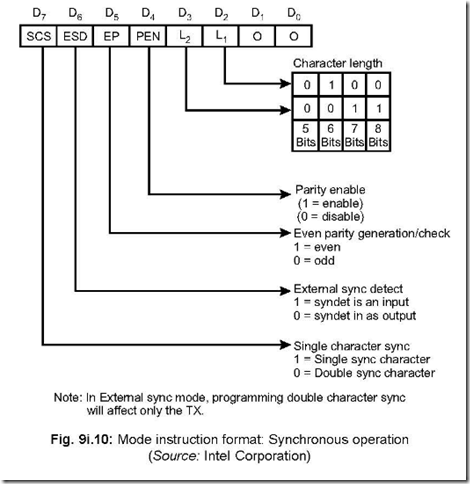 D7 D6 D5 D4 D3 D2 D1 D0
SCS ESD EP PEN L2 L1 O O
Character length
0 1 0 0
0 0 1 1
5 6 7 8
Bits Bits Bits Bits
Parity enable
(1 = enable)
(0 = disable)
Even parity generation/check
1 = even
0 = odd
External sync detect
1 = syndet is an input
0 = syndet in as output
Single character sync
1 = Single sync character
0 = Double sync character
Note: In External sync mode, programming double character sync
will affect only the TX.
Fig. 9i.10: Mode instruction format: Synchronous operation
(Source: Intel Corporation)